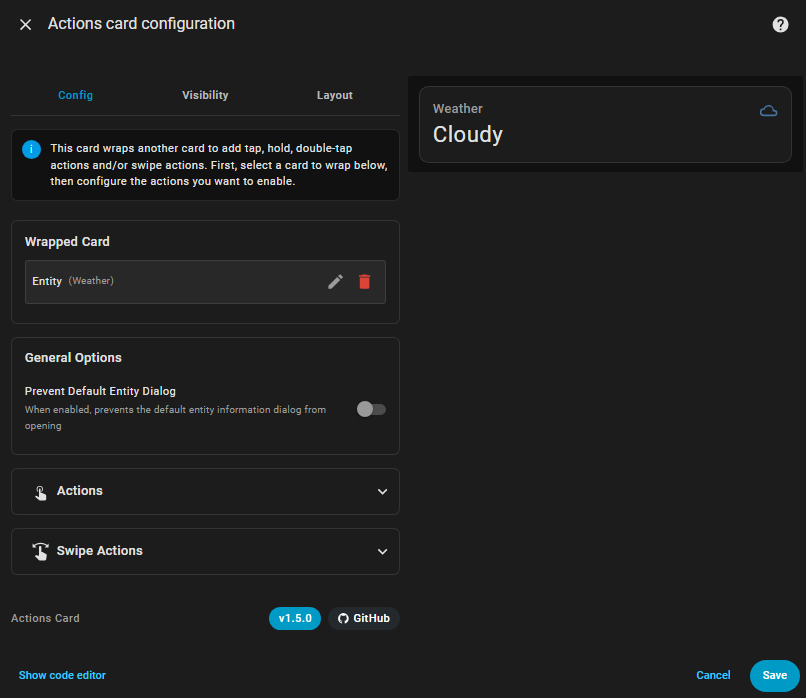 Actions card configuration
Config
Visibility
Layout
This card wraps another card to add tap, hold, double-tap
actions and/or swipe actions. First, select a card to wrap below,
then configure the actions you want to enable.
Wrapped Card
Entity (Weather)
General Options
Prevent Default Entity Dialog
When enabled, prevents the default entity information dialog from
opening
Actions
Swipe Actions
Actions Card
v1.5.0
GitHub
Weather
Cloudy
Show code editor
Cancel
Save